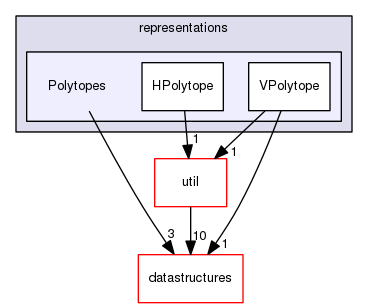 representations
Polytopes
HPolytope
VPolytope
1
1
util
3
10
1
datastructures